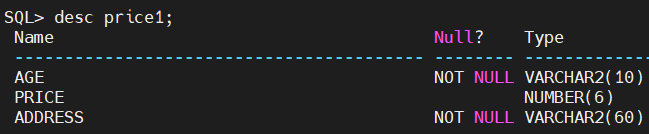 SQL> desc price1;
Name Null? Type
----------------------------------------- -------- ----------------
AGE NOT NULL VARCHAR2(10)
PRICE NUMBER(6)
ADDRESS NOT NULL VARCHAR2(60)